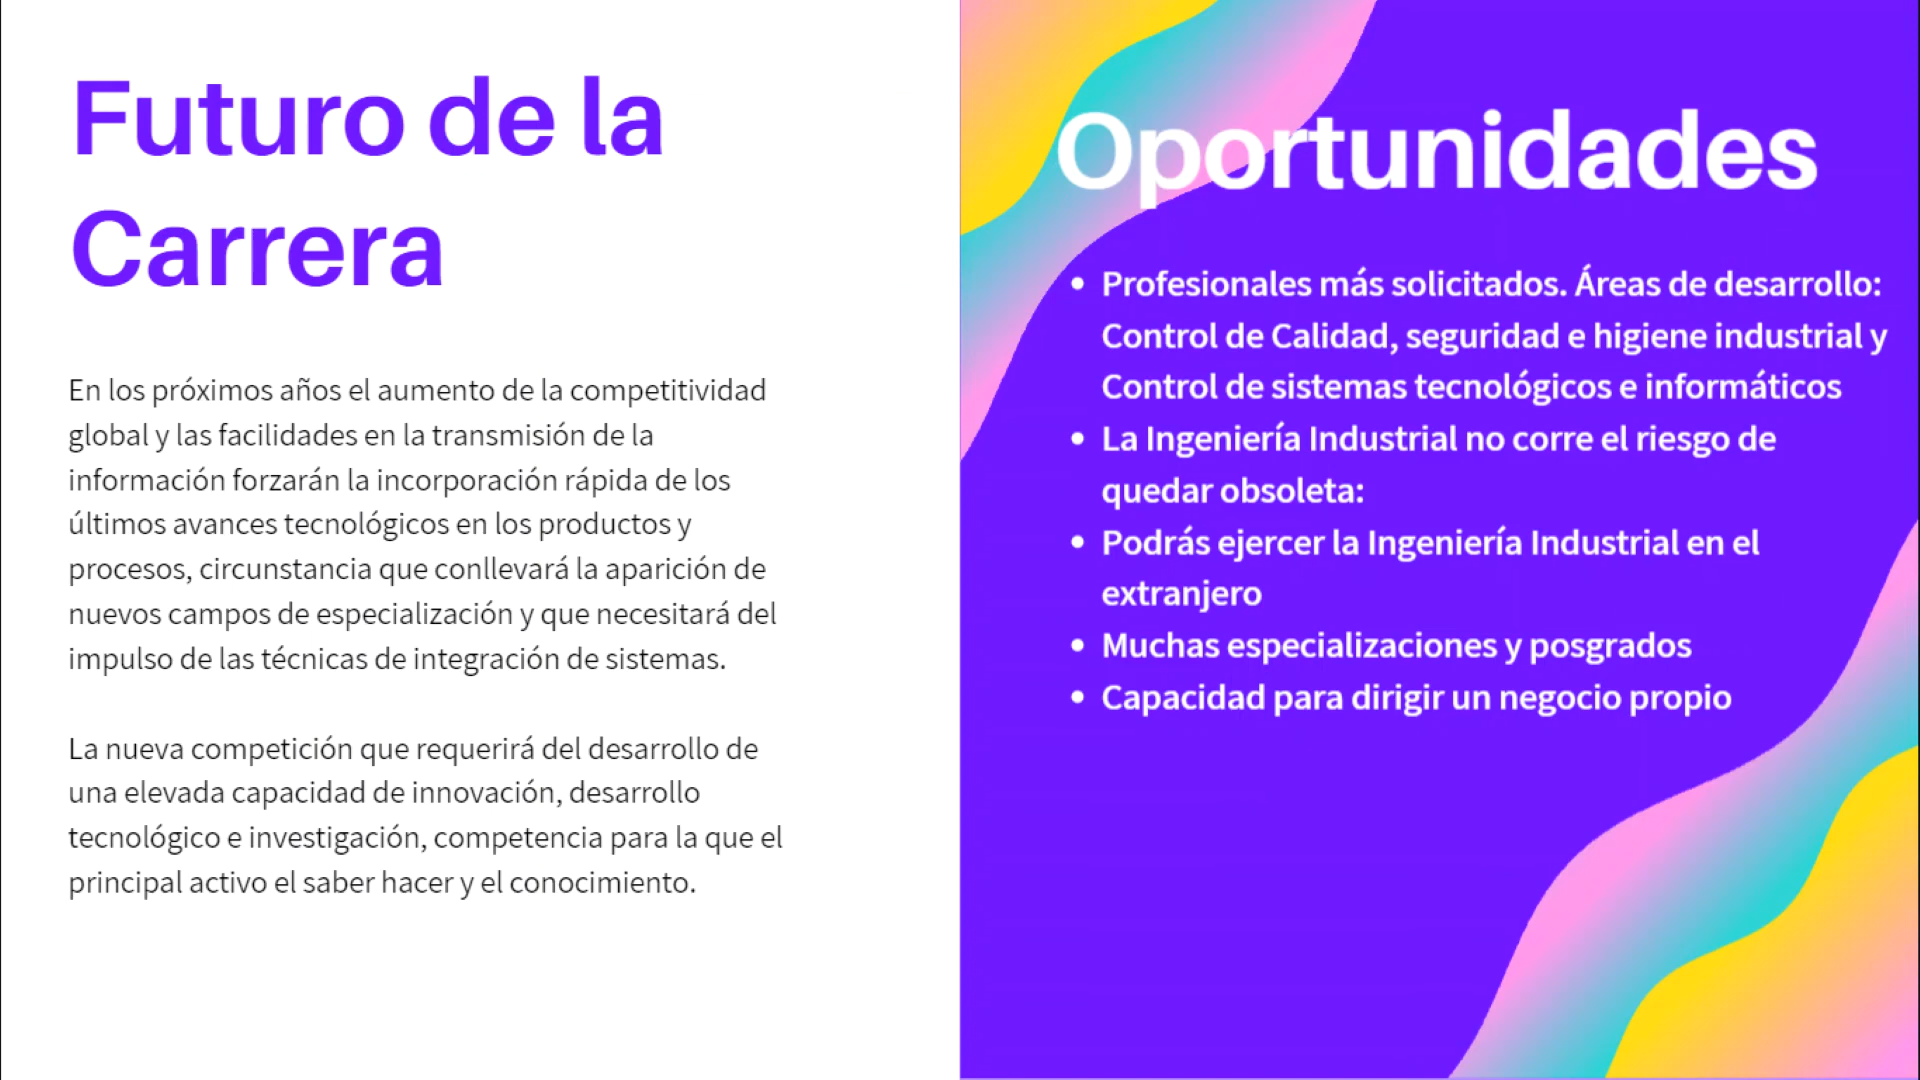 Futuro de la
Carrera
En los próximos años el aumento de la competitividad
global y las facilidades en la transmisión de la
información forzarán la incorporación rápida de los
últimos avances tecnológicos en los productos y
procesos, circunstancia que conllevará la aparición de
nuevos campos de especialización y que necesitará del
impulso de las técnicas de integración de sistemas.
La nueva competición que requerirá del desarrollo de
una elevada capacidad de innovación, desarrollo
tecnológico e investigación, competencia para la que el
principal activo el saber hacer y el conocimiento.
Oportunidades
• Profesionales más solicitados. Áreas de desarrollo:
Control de Calidad, seguridad e higiene industrial y
Control de sistemas tecnológicos e informáticos
• La Ingeniería Industrial no corre el riesgo de
quedar obsoleta:
• Podrás ejercer la Ingeniería Industrial en el
extranjero
• Muchas especializaciones y posgrados
• Capacidad para dirigir un negocio propio